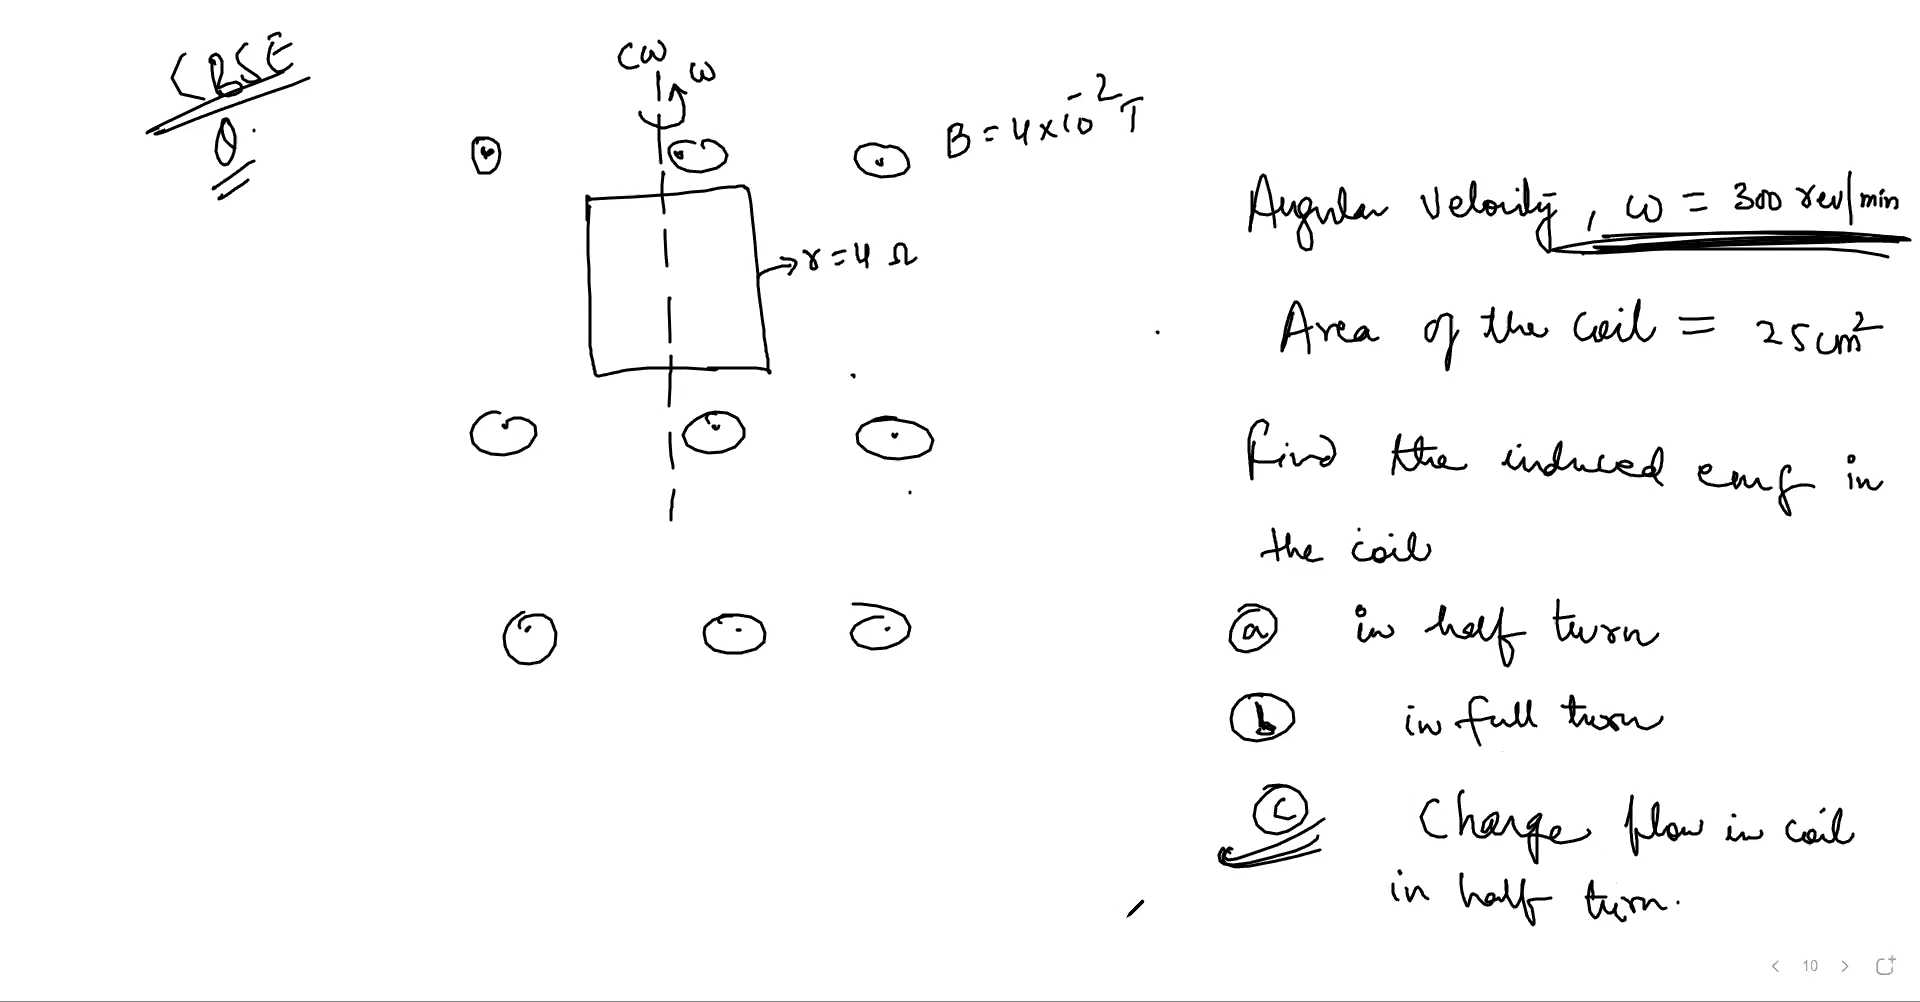 CBSE
Q.
CW
ω
B = 4×10⁻² T
r = 4 Ω
Angular Velocity, ω = 300 rev/min
Area of the coil = 25 cm²
Find the induced emf in
the coil
(a) in half turn
(b) in full turn
(c) Charge flow in coil
in half turn.
10